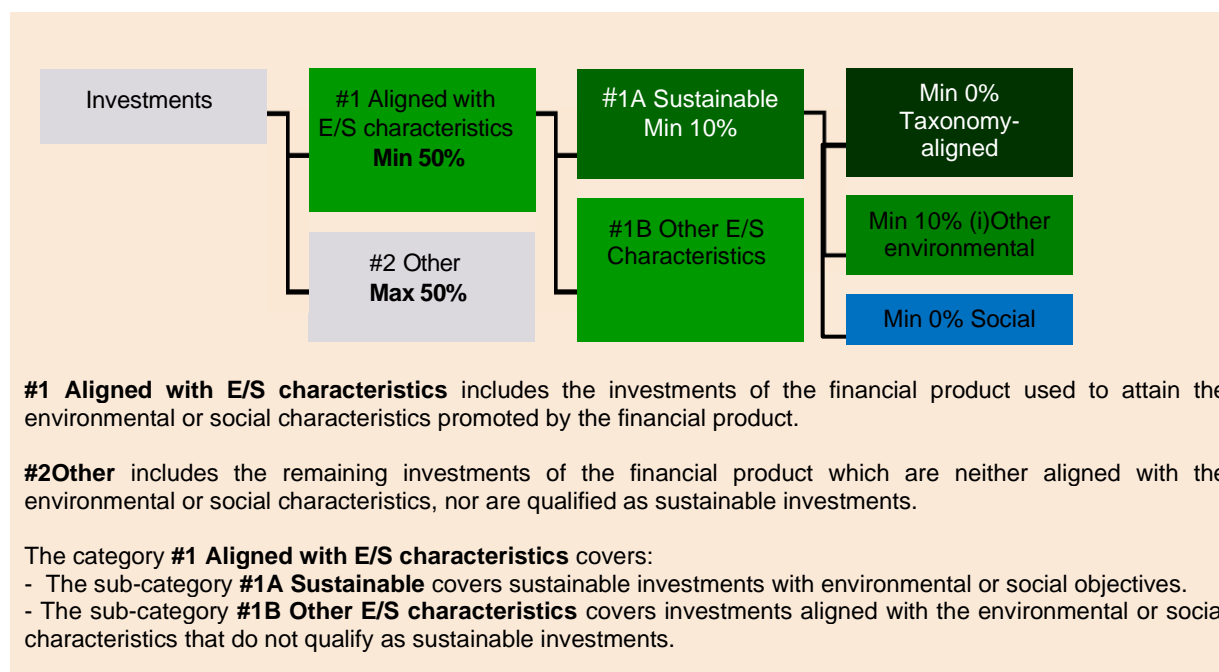 Investments
#1 Aligned with
E/S characteristics
Min 50%
#2 Other
Max 50%
#1A Sustainable
Min 10%
#1B Other E/S
Characteristics
Min 0%
Taxonomy-
aligned
Min 10% (i)Other
environmental
Min 0% Social
#1 Aligned with E/S characteristics includes the investments of the financial product used to attain the
environmental or social characteristics promoted by the financial product.
#2Other includes the remaining investments of the financial product which are neither aligned with the
environmental or social characteristics, nor are qualified as sustainable investments.
The category #1 Aligned with E/S characteristics covers:
- The sub-category #1A Sustainable covers sustainable investments with environmental or social objectives.
- The sub-category #1B Other E/S characteristics covers investments aligned with the environmental or social
characteristics that do not qualify as sustainable investments.